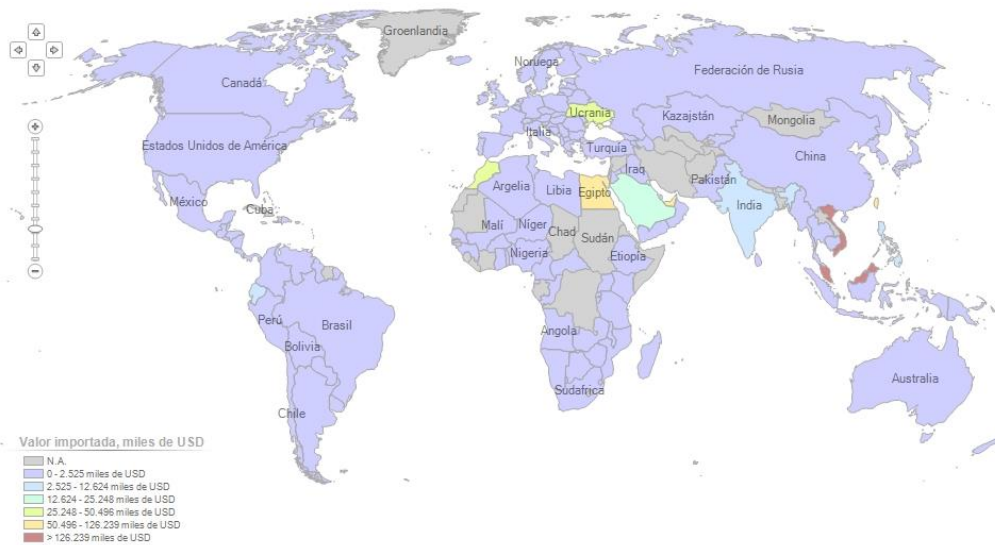 Groenlandia
Noruega
Federación de Rusia
Canadá
Ucrania
Kazajstán
Mongolia
Italia
Estados Unidos de América
Turquía
China
Iraq
Pakistán
Argelia
Libia
Egipto
México
Cuba
India
Malí
Níger
Chad
Sudán
Nigeria
Etiopía
Perú
Brasil
Angola
Bolivia
Australia
Sudafrica
Chile
Valor importada, miles de USD
N.A.
0 - 2.525 miles de USD
2.525 - 12.624 miles de USD
12.624 - 25.248 miles de USD
25.248 - 50.496 miles de USD
50.496 - 126.239 miles de USD
> 126.239 miles de USD